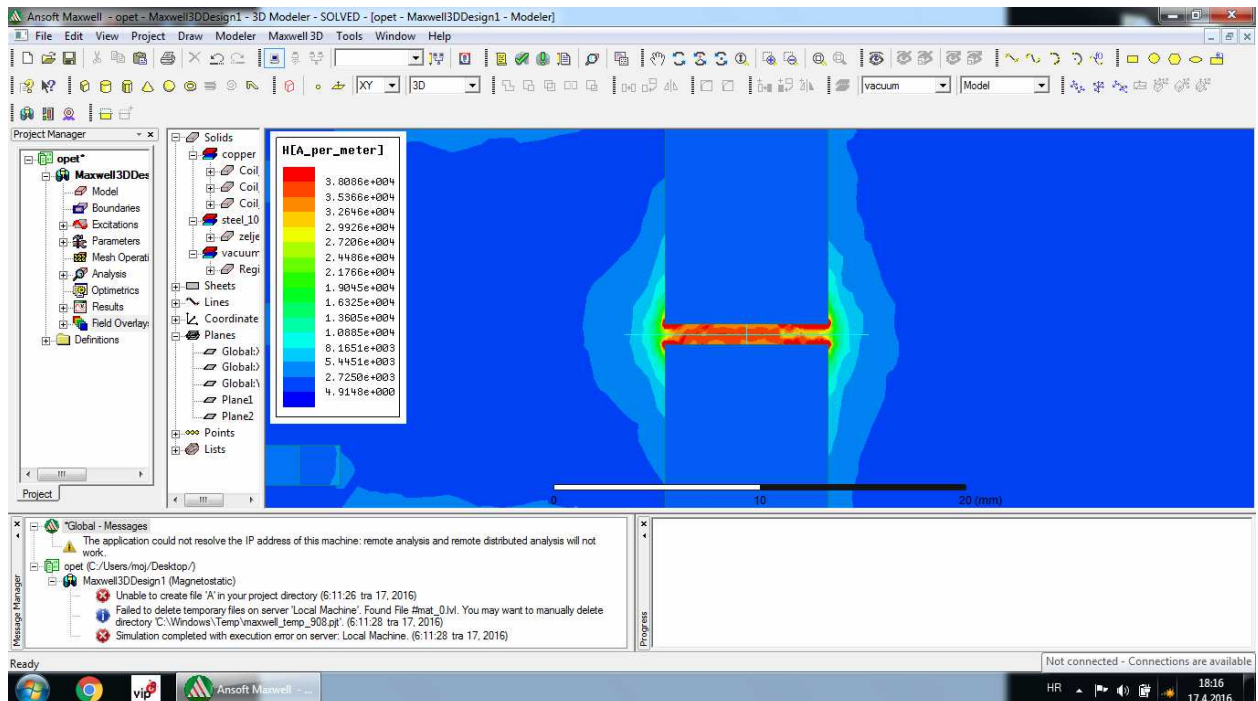 Ansoft Maxwell - opet - Maxwell3DDesign1 - 3D Modeler - SOLVED - [opet - Maxwell3DDesign1 - Modeler]
File Edit View Project Draw Modeler Maxwell 3D Tools Window Help
XY 3D vacuum Model
Project Manager
opet*
Maxwell3DDes
Model
Boundaries
Excitations
Parameters
Mesh Operati
Analysis
Optimetrics
Results
Field Overlay
Definitions
Project
Solids
copper
Coil
Coil
Coil
steel_10
zelje
vacuum
Regi
Sheets
Lines
Coordinate
Planes
Global:X
Global:X
Global:Y
Plane1
Plane2
Points
Lists
H[A_per_meter]
3.8086e+004
3.5366e+004
3.2646e+004
2.9926e+004
2.7206e+004
2.4486e+004
2.1766e+004
1.9045e+004
1.6325e+004
1.3605e+004
1.0885e+004
8.1651e+003
5.4451e+003
2.7250e+003
4.9148e+000
0 10 20 (mm)
Message Manager
*Global - Messages
The application could not resolve the IP address of this machine: remote analysis and remote distributed analysis will not
work.
opet (C:/Users/moj/Desktop/)
Maxwell3DDesign1 (Magnetostatic)
Unable to create file 'A' in your project directory (6:11:26 tra 17, 2016)
Failed to delete temporary files on server 'Local Machine'. Found File #mat_0.lvl. You may want to manually delete
directory 'C:\Windows\Temp\maxwell_temp_908.pjt'. (6:11:28 tra 17, 2016)
Simulation completed with execution error on server: Local Machine. (6:11:28 tra 17, 2016)
Progress
Ready
Not connected - Connections are available
vip
Ansoft Maxwell - ...
HR
18:16
17.4.2016.